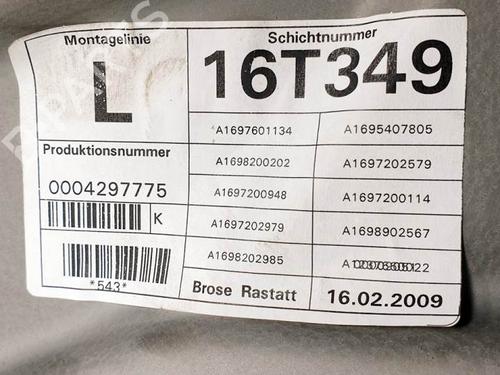 Montagelinie
Schichtnummer
L
16T349
Produktionsnummer
0004297775
K
*543*
A1697601134
A1695407805
A1698200202
A1697202579
A1697200948
A1697200114
A1697202979
A1698902567
A1698202985
Brose Rastatt
16.02.2009